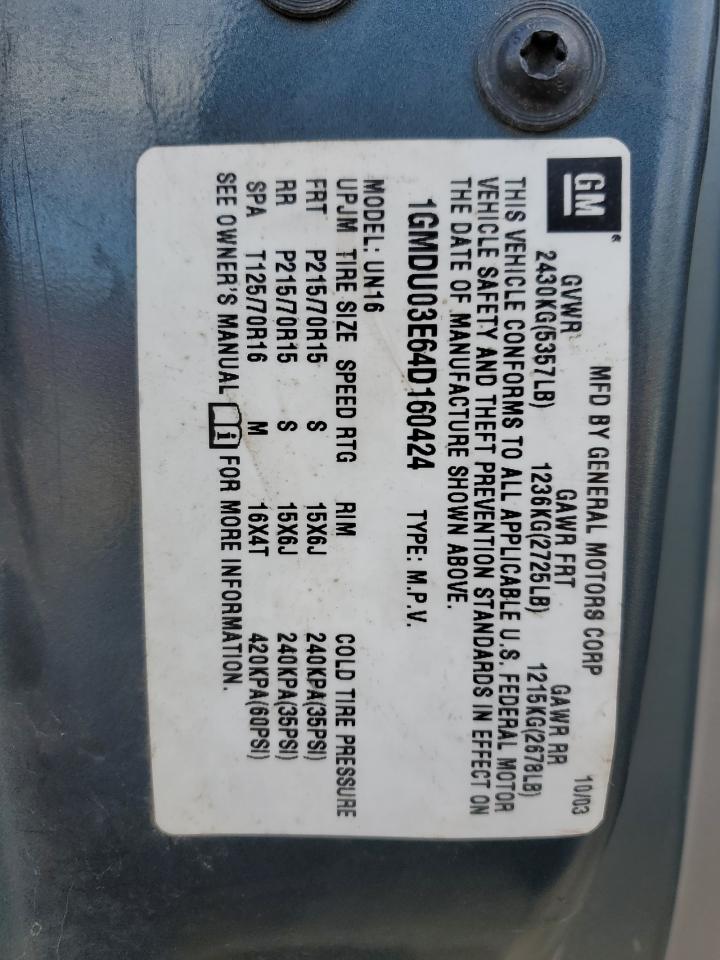 GM®
MFD BY GENERAL MOTORS CORP 10/03
GVWR GAWR FRT GAWR RR
2430KG(5357LB) 1236KG(2725LB) 1215KG(2678LB)
THIS VEHICLE CONFORMS TO ALL APPLICABLE U.S. FEDERAL MOTOR
VEHICLE SAFETY AND THEFT PREVENTION STANDARDS IN EFFECT ON
THE DATE OF MANUFACTURE SHOWN ABOVE.
1GMDU03E64D160424 TYPE: M.P.V.
MODEL: UN16
UPJM TIRE SIZE SPEED RTG RIM COLD TIRE PRESSURE
FRT P215/70R15 S 15X6J 240KPA(35PSI)
RR P215/70R15 S 15X6J 240KPA(35PSI)
SPA T125/70R16 M 16X4T 420KPA(60PSI)
SEE OWNER'S MANUAL FOR MORE INFORMATION.